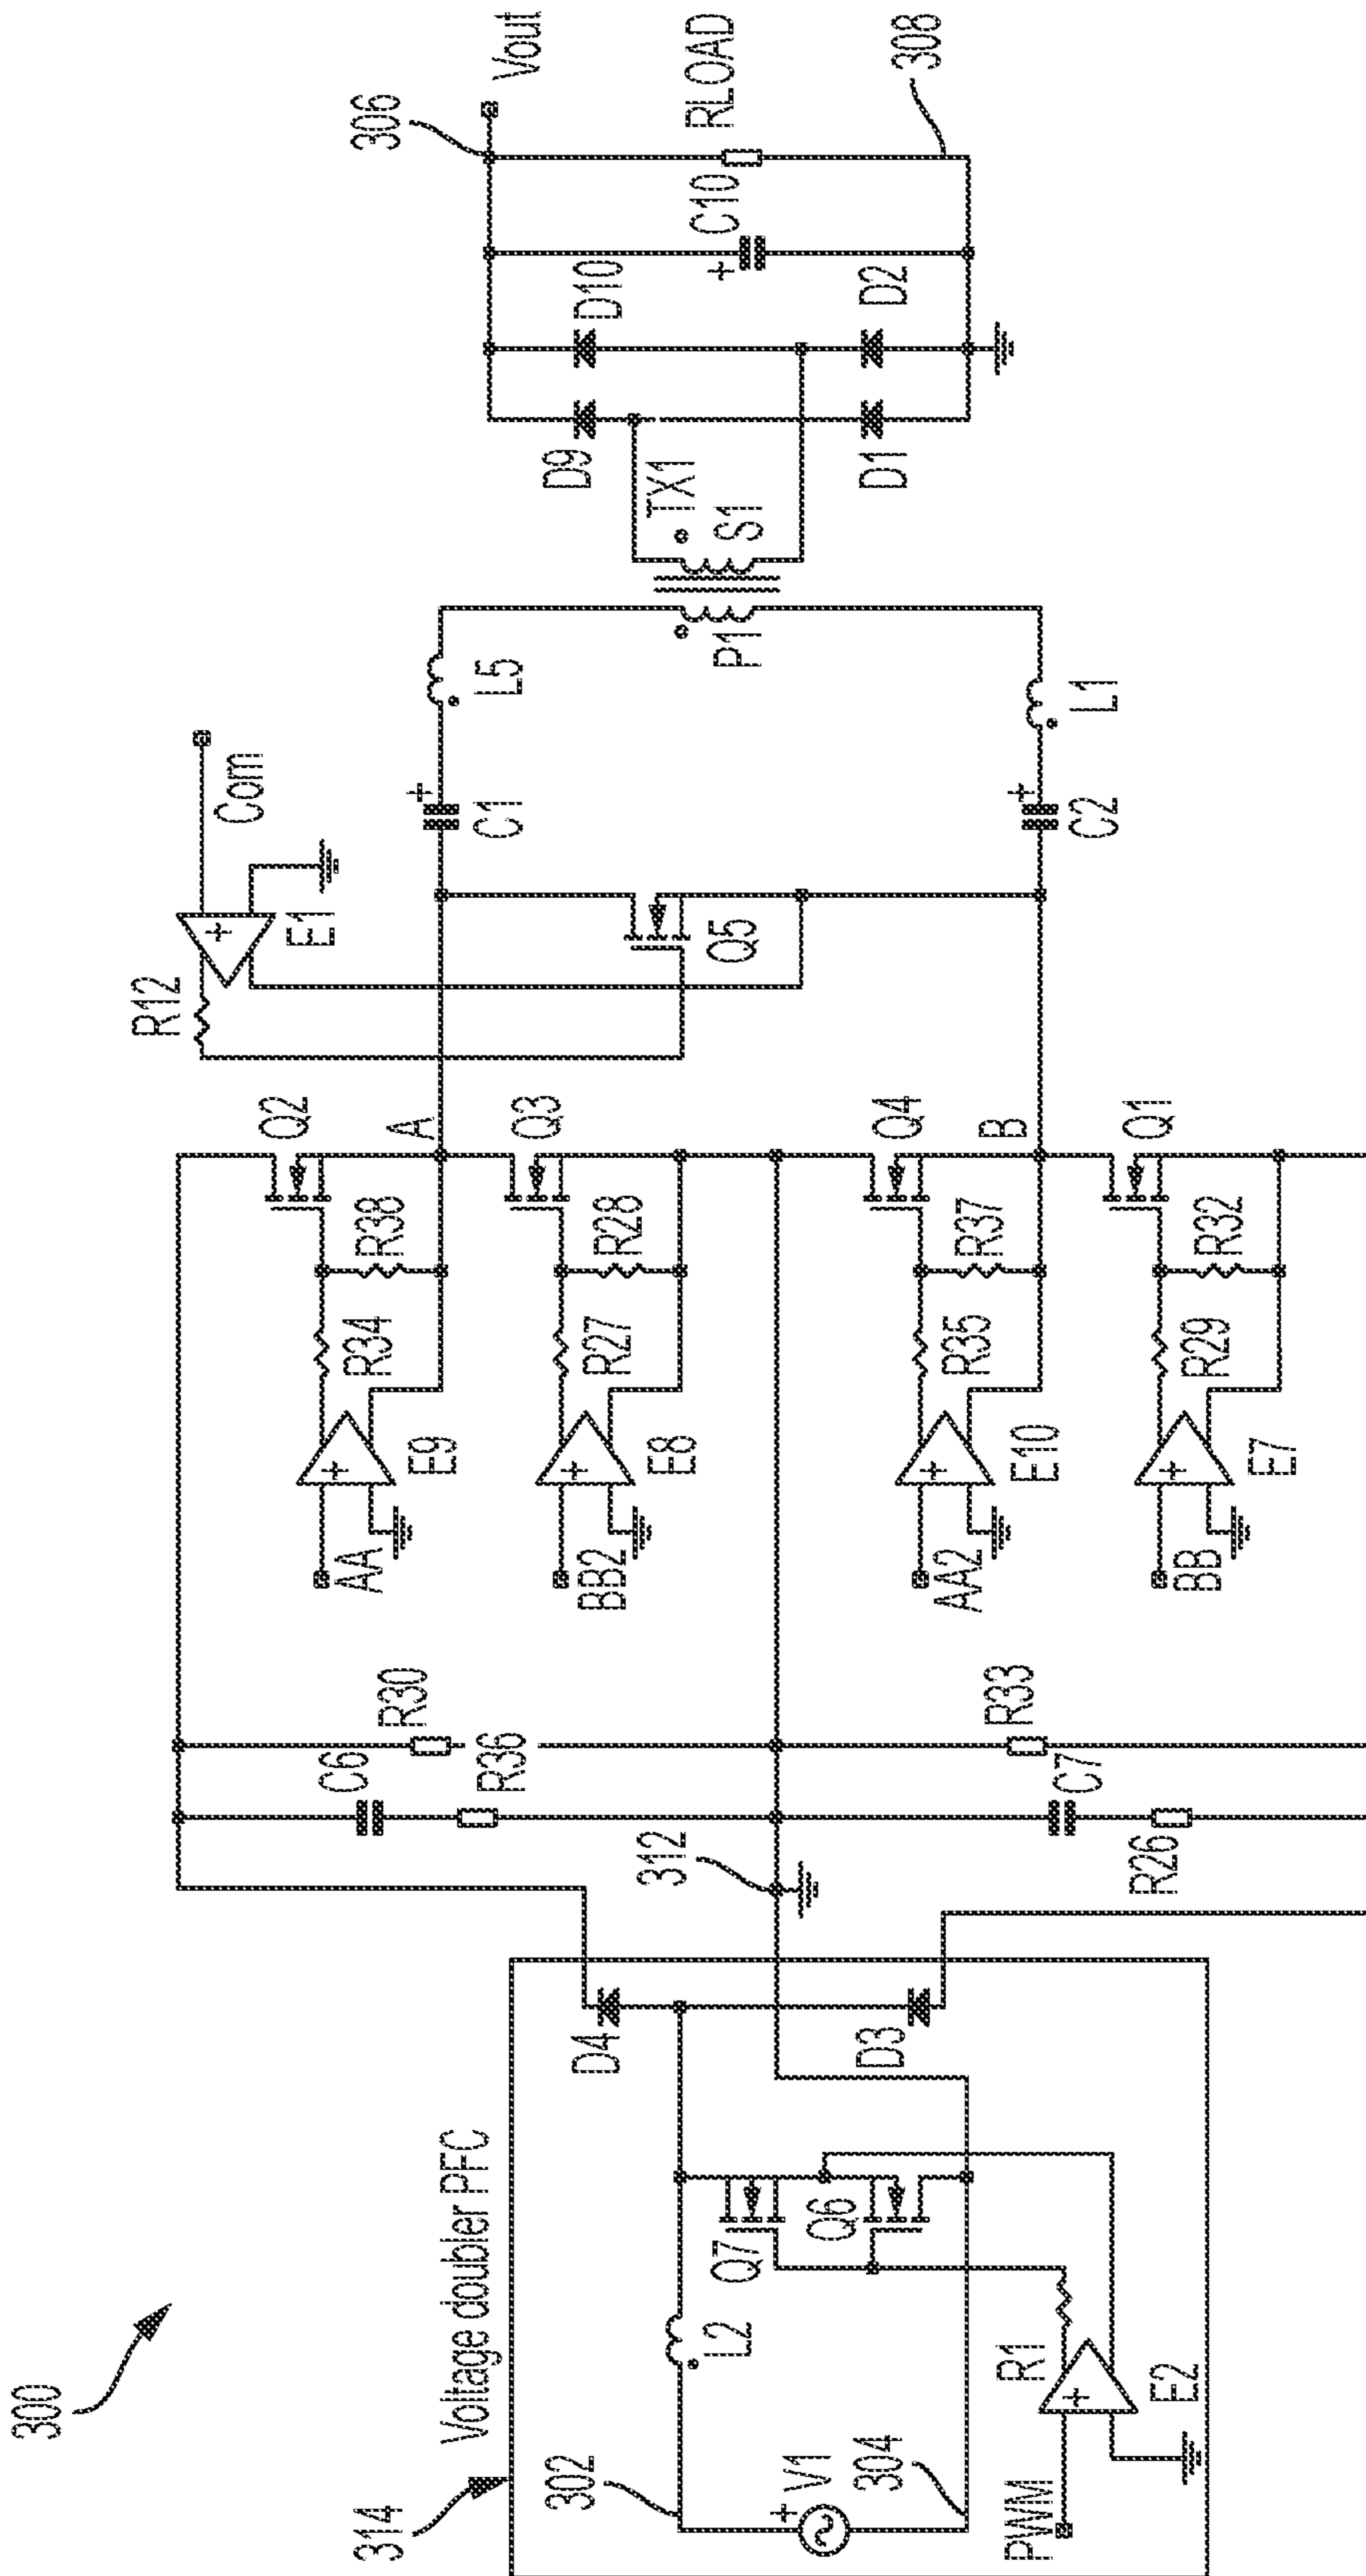 300
314
Voltage doubler PFC
302
V1
+
304
PWM
R1
+
E2
L2
Q7
Q6
D4
D3
312
C6
R36
R30
C7
R26
R33
AA
+
E9
R34
R38
Q2
A
BB2
+
E8
R27
R28
Q3
AA2
+
E10
R35
R37
Q4
B
BB
+
E7
R29
R32
Q1
R12
+
E1
Com
Q5
+
C1
L5
+
C2
L1
P1
TX1
S1
D9
D10
D1
D2
+
C10
RLOAD
306
Vout
308